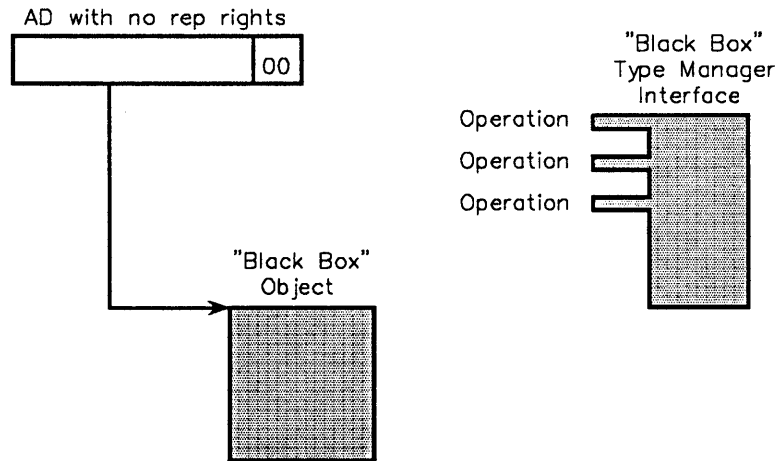 AD with no rep rights
00
"Black Box"
Type Manager
Interface
Operation
Operation
Operation
"Black Box"
Object